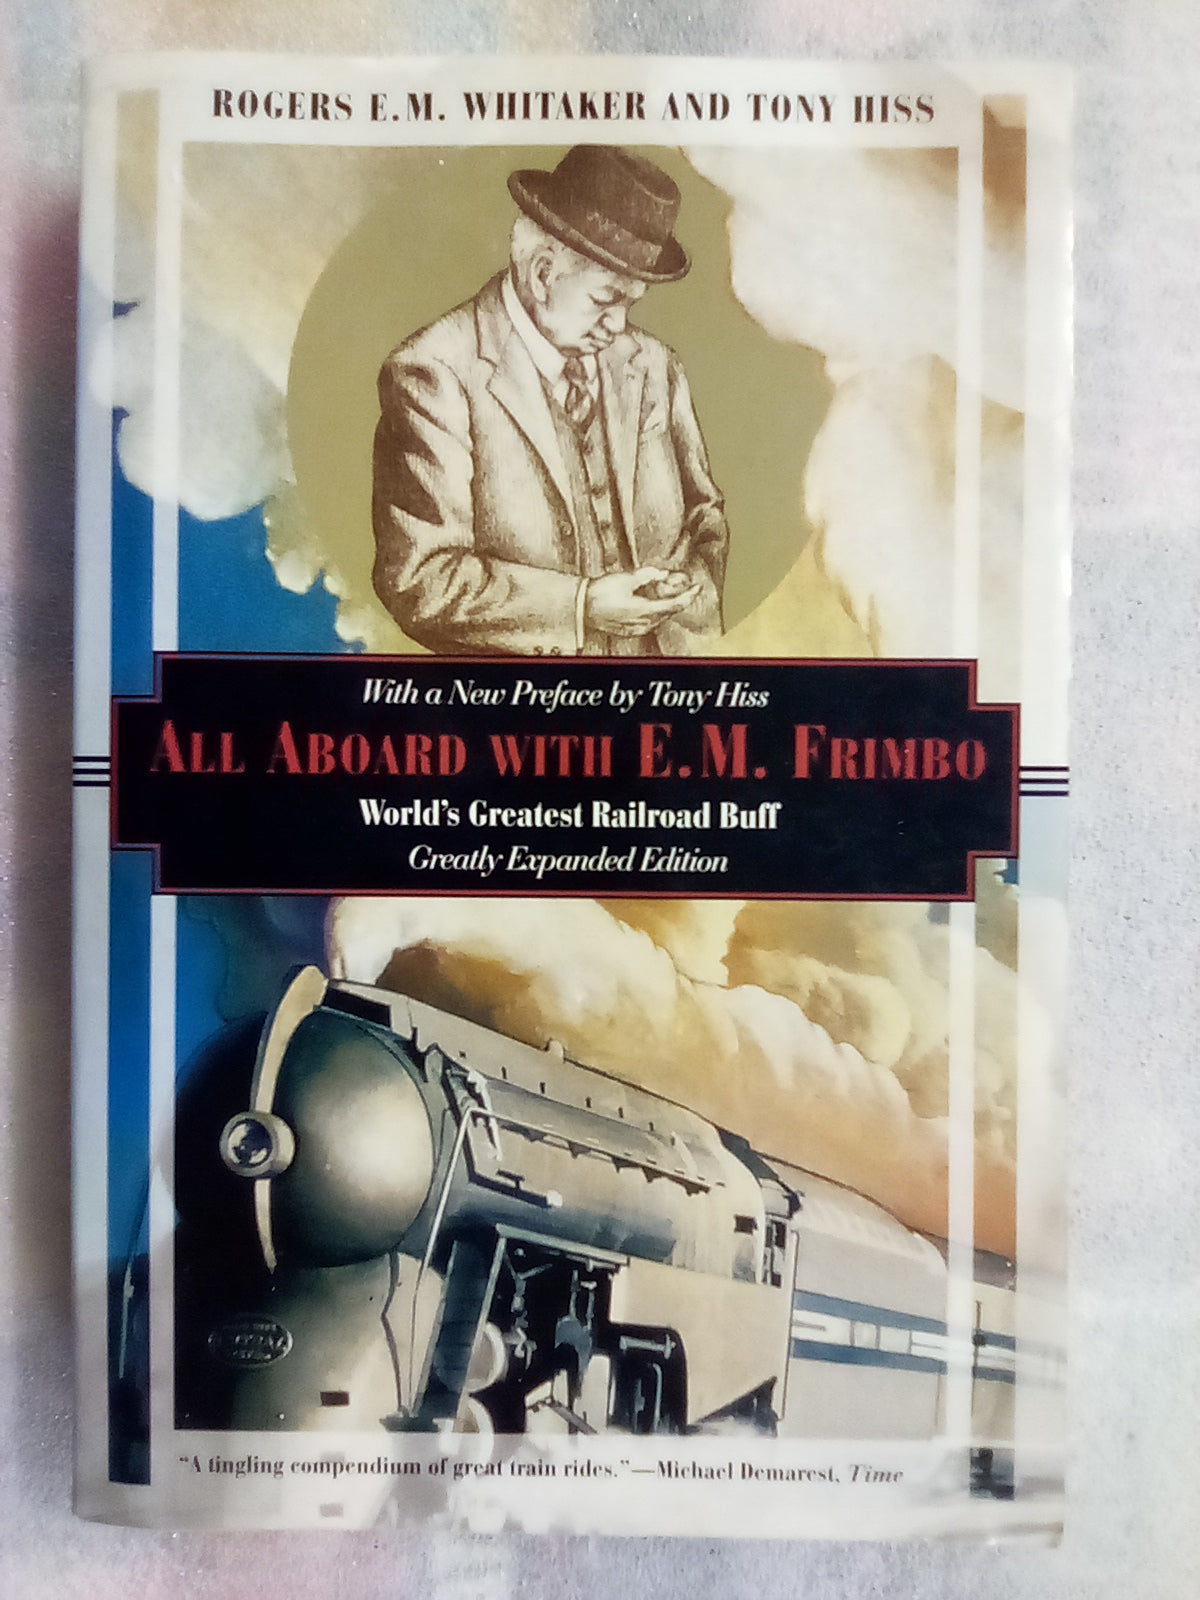 ROGERS E.M. WHITAKER AND TONY HISS
With a New Preface by Tony Hiss
ALL ABOARD WITH E.M. FRIMBO
World's Greatest Railroad Buff
Greatly Expanded Edition
"A tingling compendium of great train rides."—Michael Demarest, Time